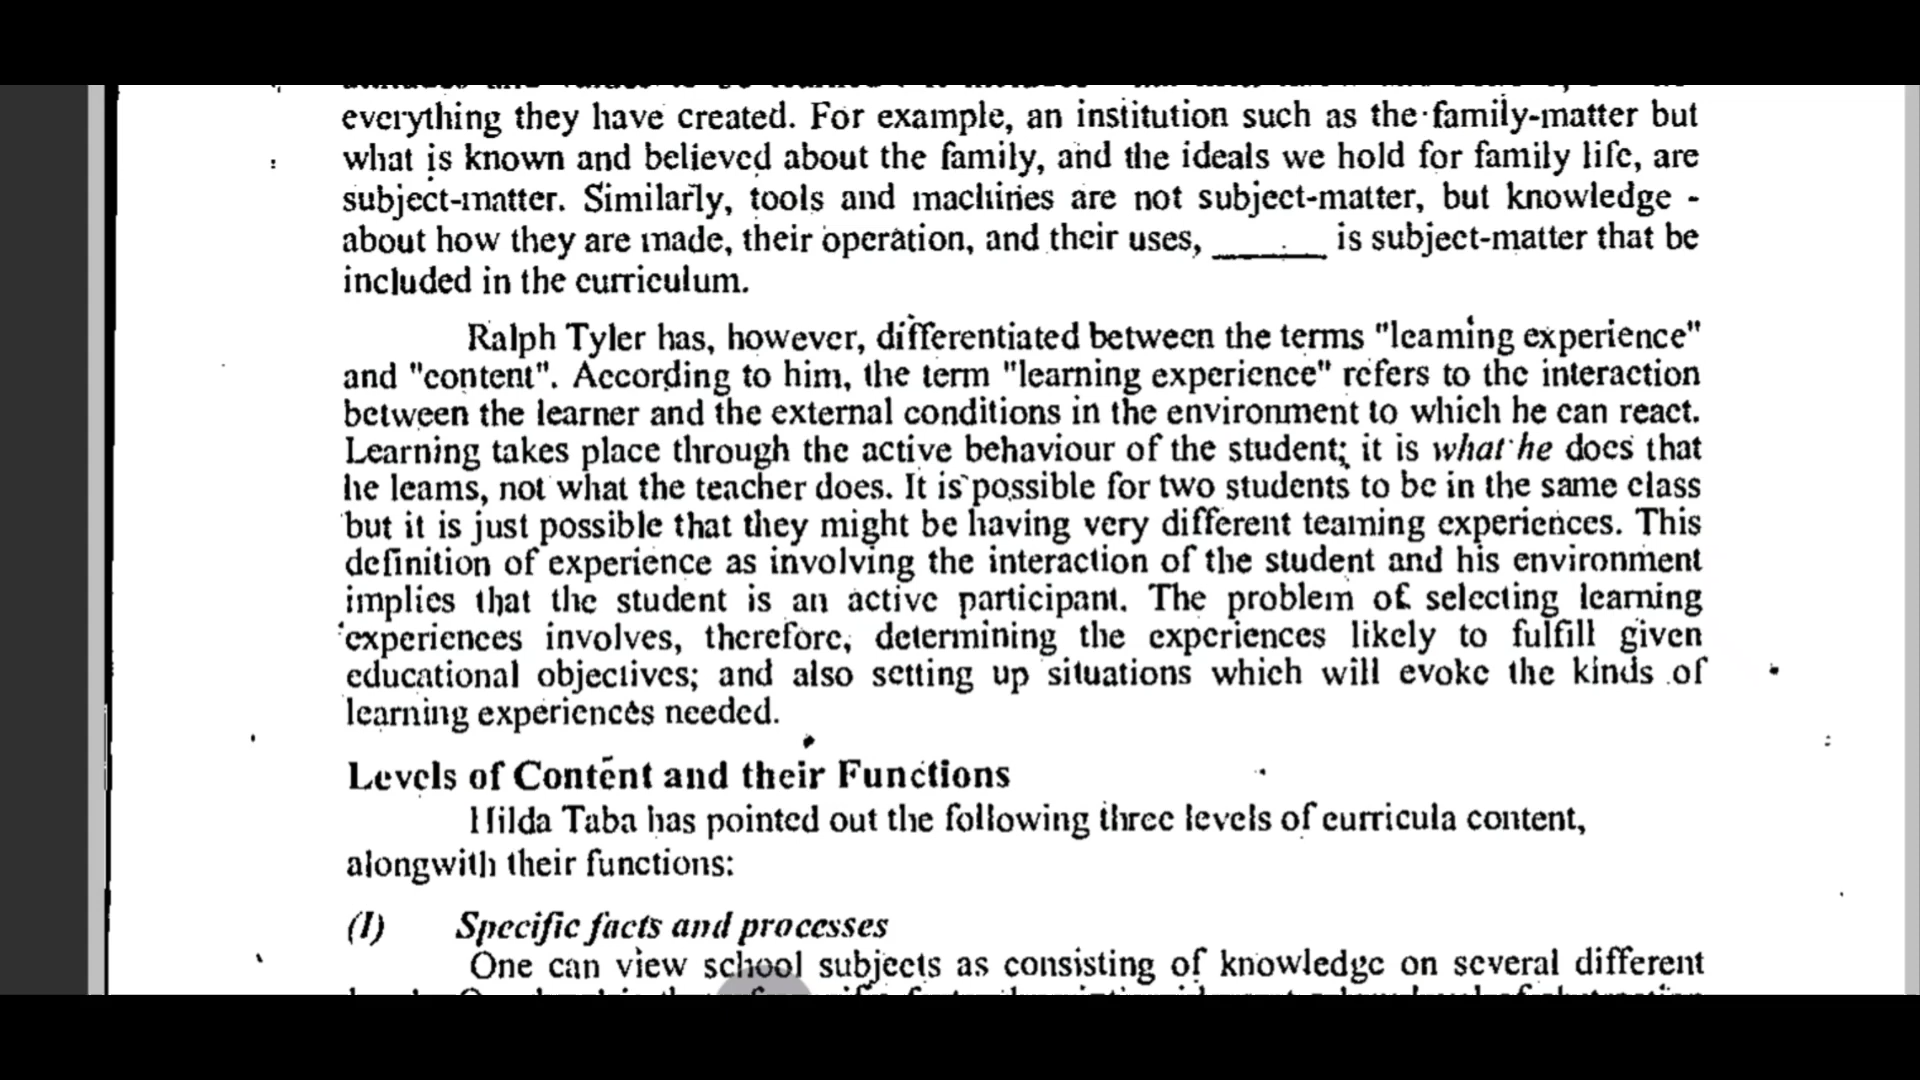 everything they have created. For example, an institution such as the family-matter but
what is known and believed about the family, and the ideals we hold for family life, are
subject-matter. Similarly, tools and machines are not subject-matter, but knowledge -
about how they are made, their operation, and their uses, ______ is subject-matter that be
included in the curriculum.
Ralph Tyler has, however, differentiated between the terms "leaming experience"
and "content". According to him, the term "learning experience" refers to the interaction
between the learner and the external conditions in the environment to which he can react.
Learning takes place through the active behaviour of the student; it is what he does that
he leams, not what the teacher does. It is possible for two students to be in the same class
but it is just possible that they might be having very different teaming experiences. This
definition of experience as involving the interaction of the student and his environment
implies that the student is an active participant. The problem of selecting learning
experiences involves, therefore, determining the experiences likely to fulfill given
educational objectives; and also setting up situations which will evoke the kinds of
learning experiences needed.
Levels of Content and their Functions
Hilda Taba has pointed out the following three levels of curricula content,
alongwith their functions:
(I) Specific facts and processes
One can view school subjects as consisting of knowledge on several different